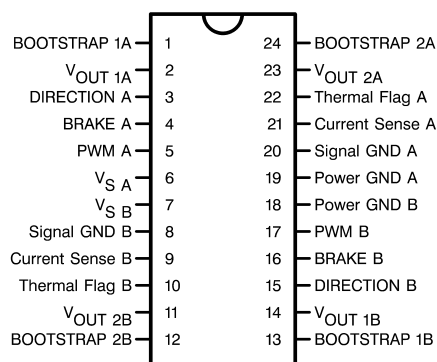 BOOTSTRAP 1A 1 24 BOOTSTRAP 2A
VOUT 1A 2 23 VOUT 2A
DIRECTION A 3 22 Thermal Flag A
BRAKE A 4 21 Current Sense A
PWM A 5 20 Signal GND A
VS A 6 19 Power GND A
VS B 7 18 Power GND B
Signal GND B 8 17 PWM B
Current Sense B 9 16 BRAKE B
Thermal Flag B 10 15 DIRECTION B
VOUT 2B 11 14 VOUT 1B
BOOTSTRAP 2B 12 13 BOOTSTRAP 1B